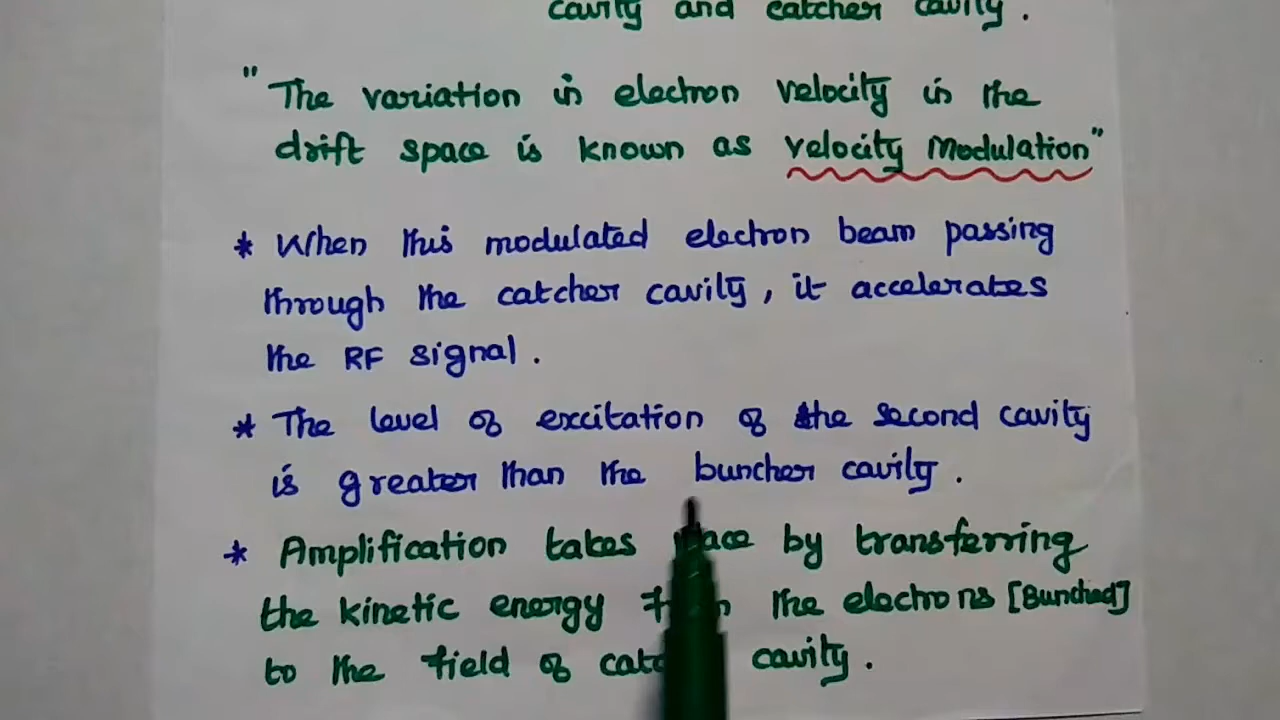 cavity and catcher cavity.
"The variation in electron velocity in the
drift space is known as velocity Modulation"
* When this modulated electron beam passing
through the catcher cavity, it accelerates
the RF signal.
* The level of excitation of the second cavity
is greater than the buncher cavity.
* Amplification takes by transferring
the kinetic energy the electrons [Bunched]
to the field of cavity.